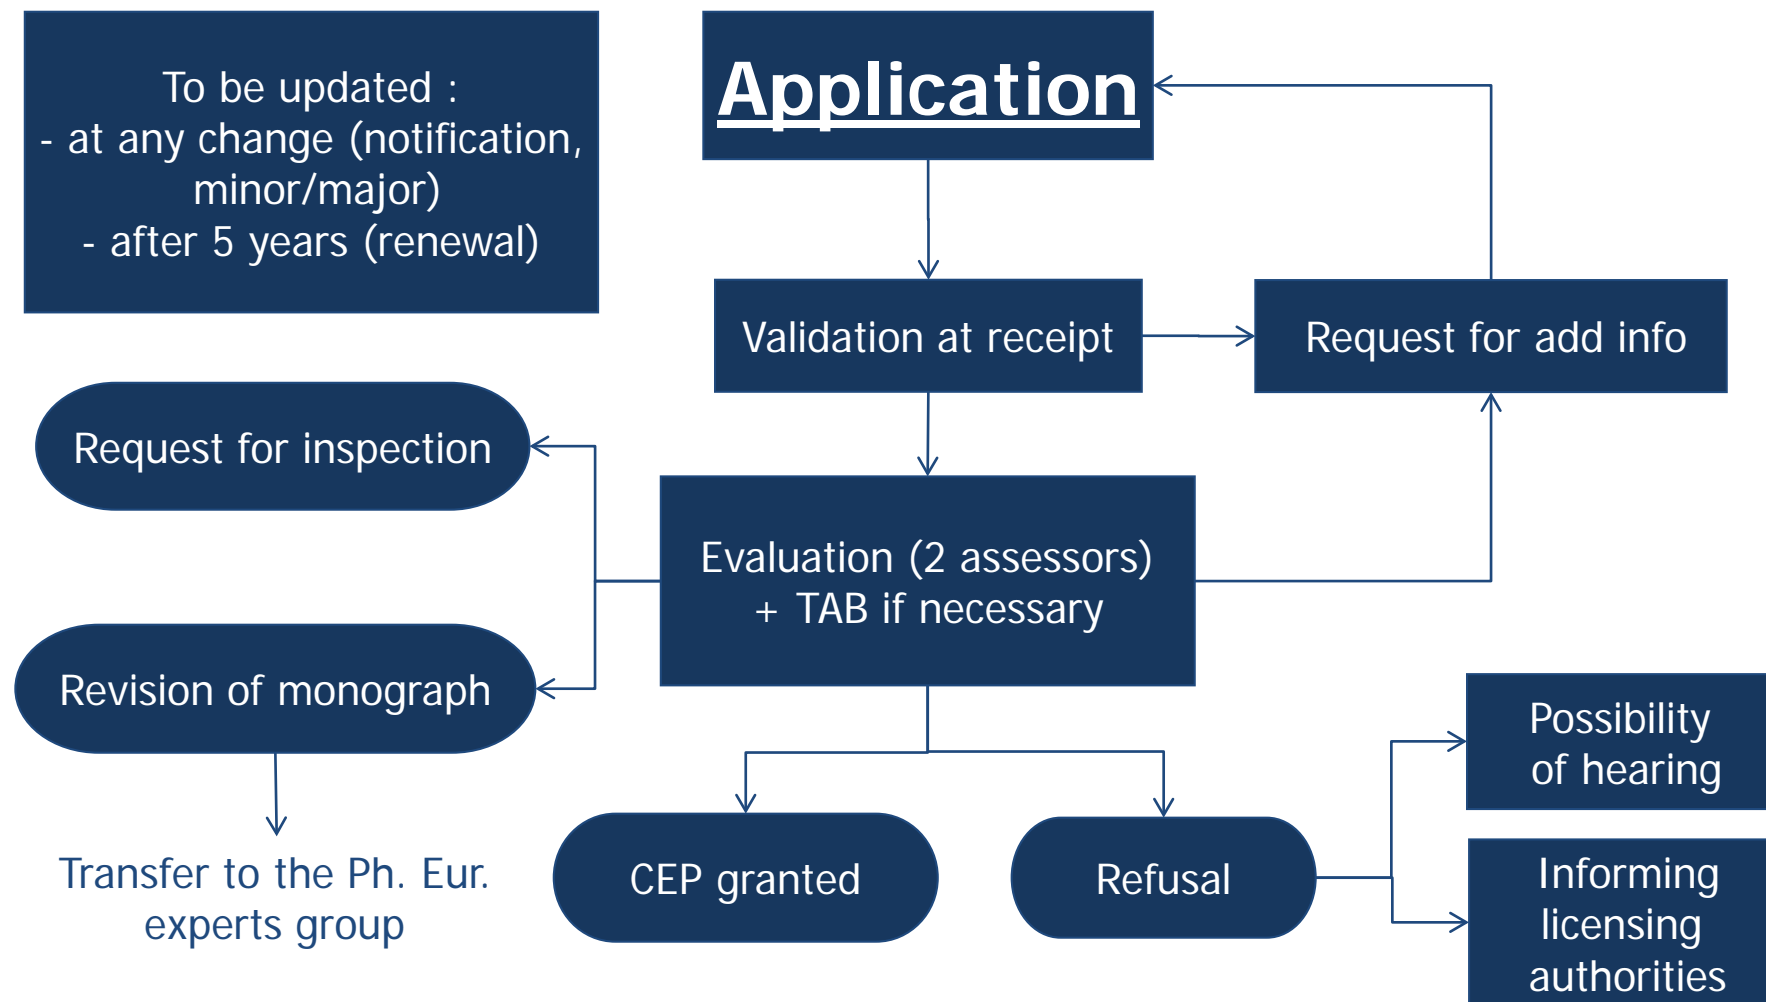 To be updated :
- at any change (notification,
minor/major)
- after 5 years (renewal)
Application
Validation at receipt
Request for add info
Request for inspection
Evaluation (2 assessors)
+ TAB if necessary
Revision of monograph
Transfer to the Ph. Eur.
experts group
CEP granted
Refusal
Possibility
of hearing
Informing
licensing
authorities